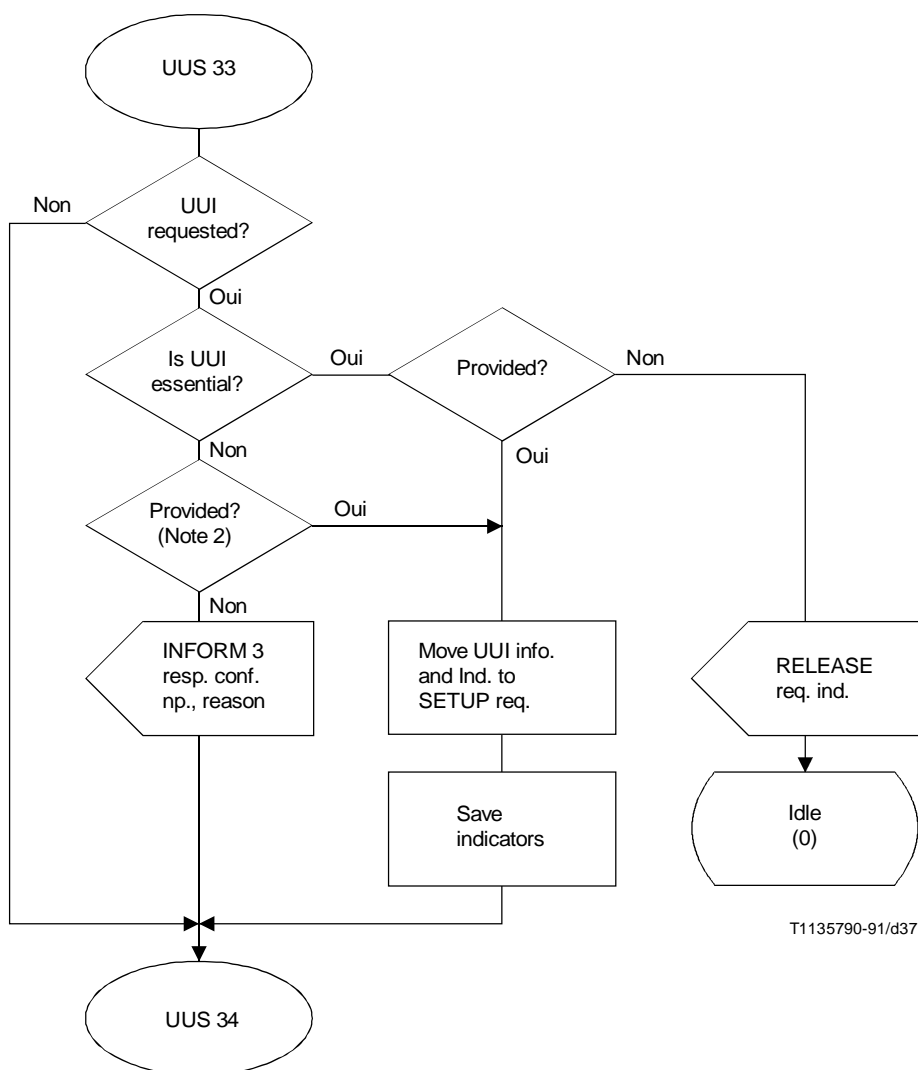 UUS 33
Non
UUI
requested?
Oui
Is UUI
essential?
Oui
Provided?
Non
Non
Oui
Provided?
(Note 2)
Oui
Non
INFORM 3
resp. conf.
np., reason
Move UUI info.
and Ind. to
SETUP req.
RELEASE
req. ind.
Save
indicators
Idle
(0)
T1135790-91/d37
UUS 34